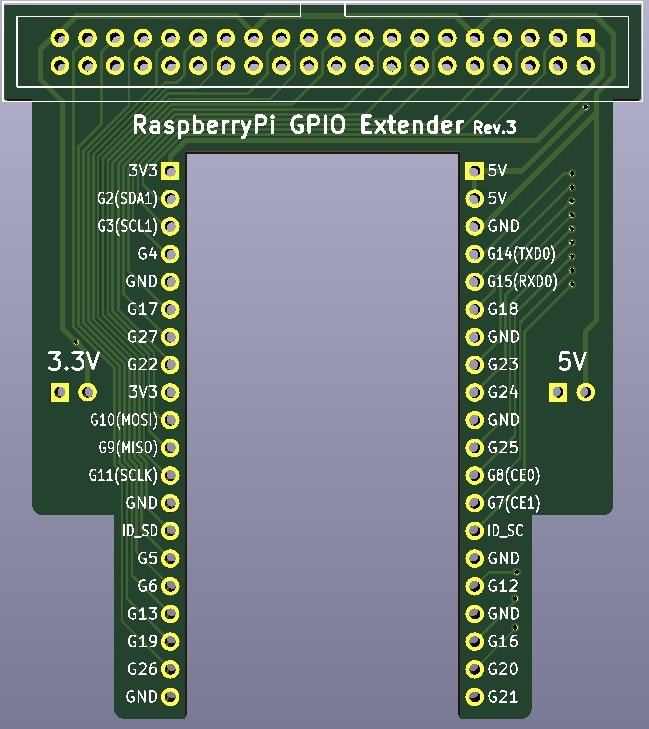 RaspberryPi GPIO Extender Rev.3
3V3 5V
G2(SDA1) 5V
G3(SCL1) GND
G4 G14(TXD0)
GND G15(RXD0)
G17 G18
G27 GND
G22 G23
3.3V 5V
3V3 G24
G10(MOSI) GND
G9(MISO) G25
G11(SCLK) G8(CE0)
GND G7(CE1)
ID_SD ID_SC
G5 GND
G6 G12
G13 GND
G19 G16
G26 G20
GND G21